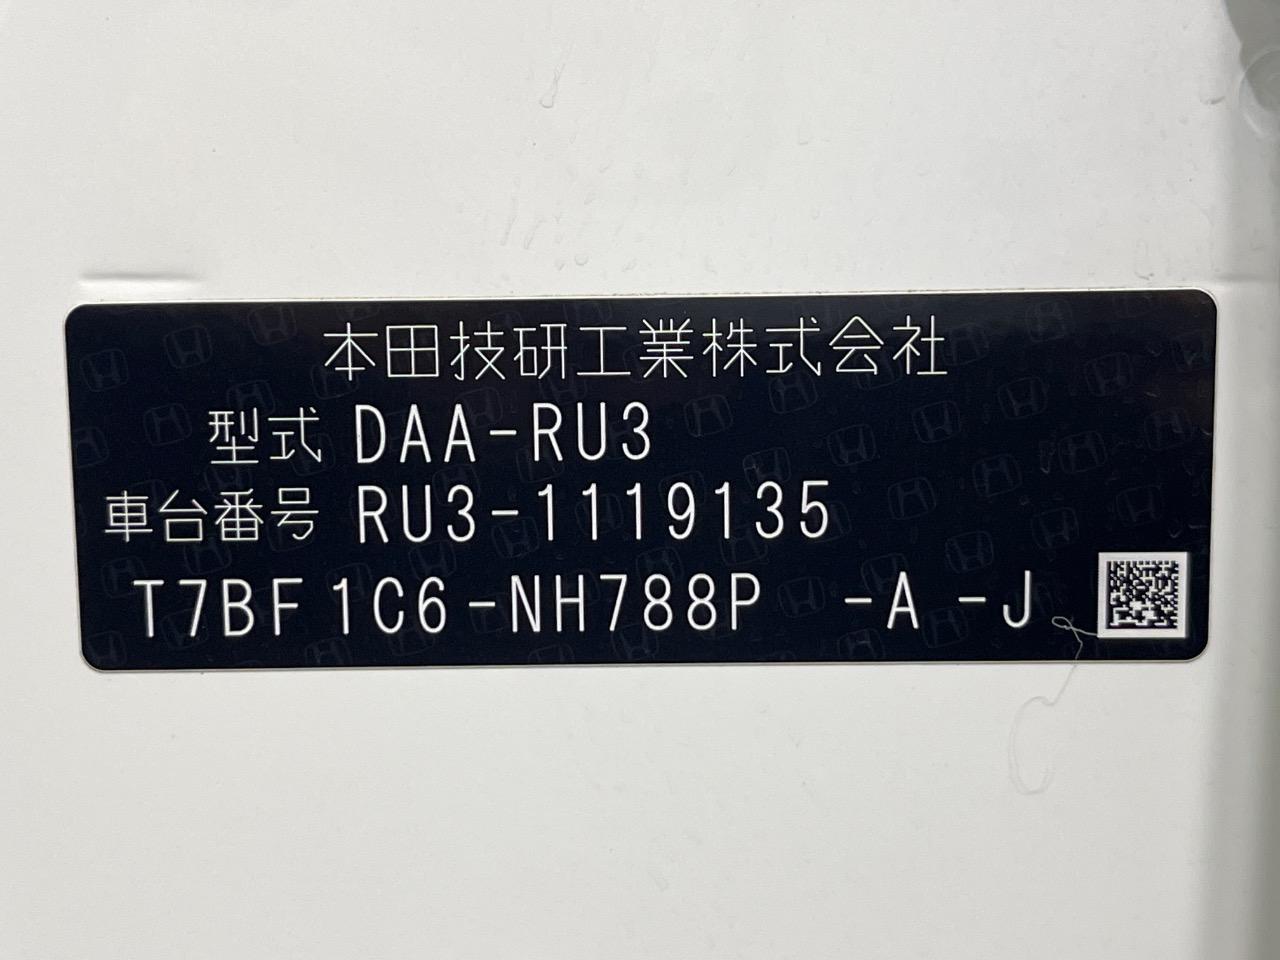 本田技研工業株式会社
型式 DAA-RU3
車台番号 RU3-1119135
T7BF1C6-NH788P -A -J